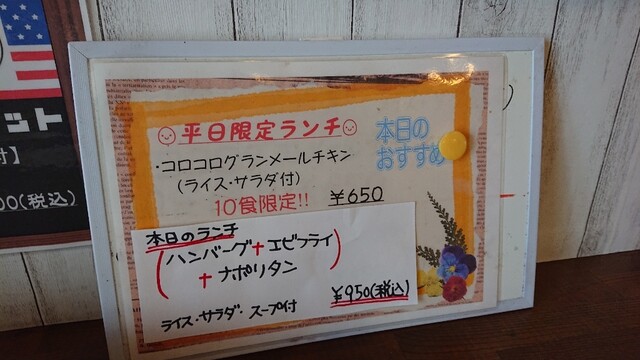 平日限定ランチ
本日の
おすすめ
・コロコログランメールチキン
(ライス・サラダ付)
10食限定!! ¥650
本日のランチ
(ハンバーグ+エビフライ
+ナポリタン)
¥950(税込)
ライス・サラダ・スープ付
ット
付】
00(税込)